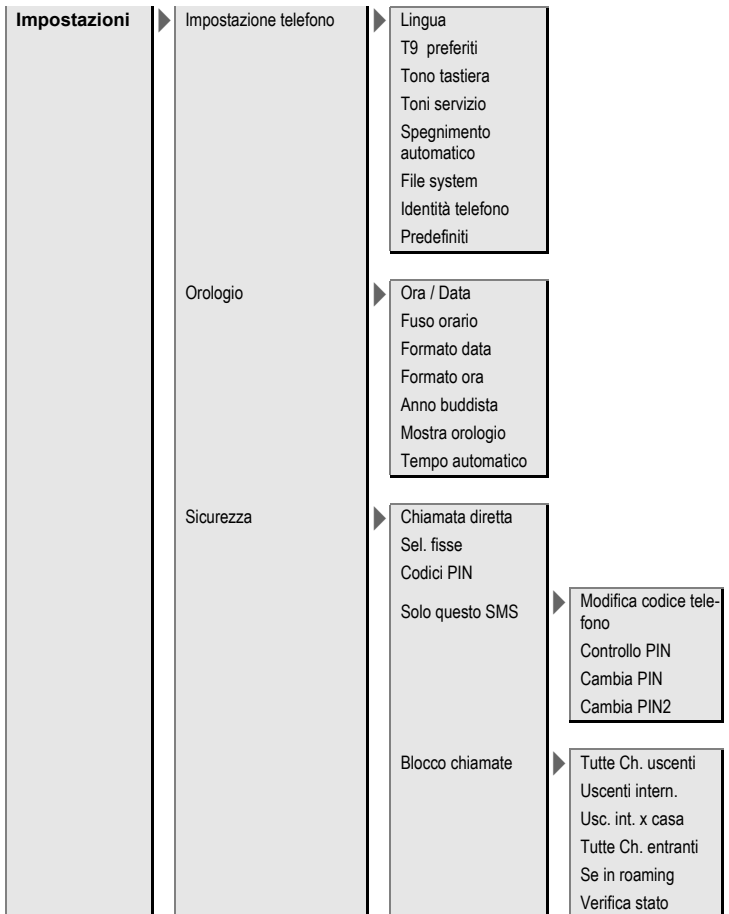 Impostazioni
Impostazione telefono
Lingua
T9 preferiti
Tono tastiera
Toni servizio
Spegnimento
automatico
File system
Identità telefono
Predefiniti
Orologio
Ora / Data
Fuso orario
Formato data
Formato ora
Anno buddista
Mostra orologio
Tempo automatico
Sicurezza
Chiamata diretta
Sel. fisse
Codici PIN
Solo questo SMS
Modifica codice tele-
fono
Controllo PIN
Cambia PIN
Cambia PIN2
Blocco chiamate
Tutte Ch. uscenti
Uscenti intern.
Usc. int. x casa
Tutte Ch. entranti
Se in roaming
Verifica stato